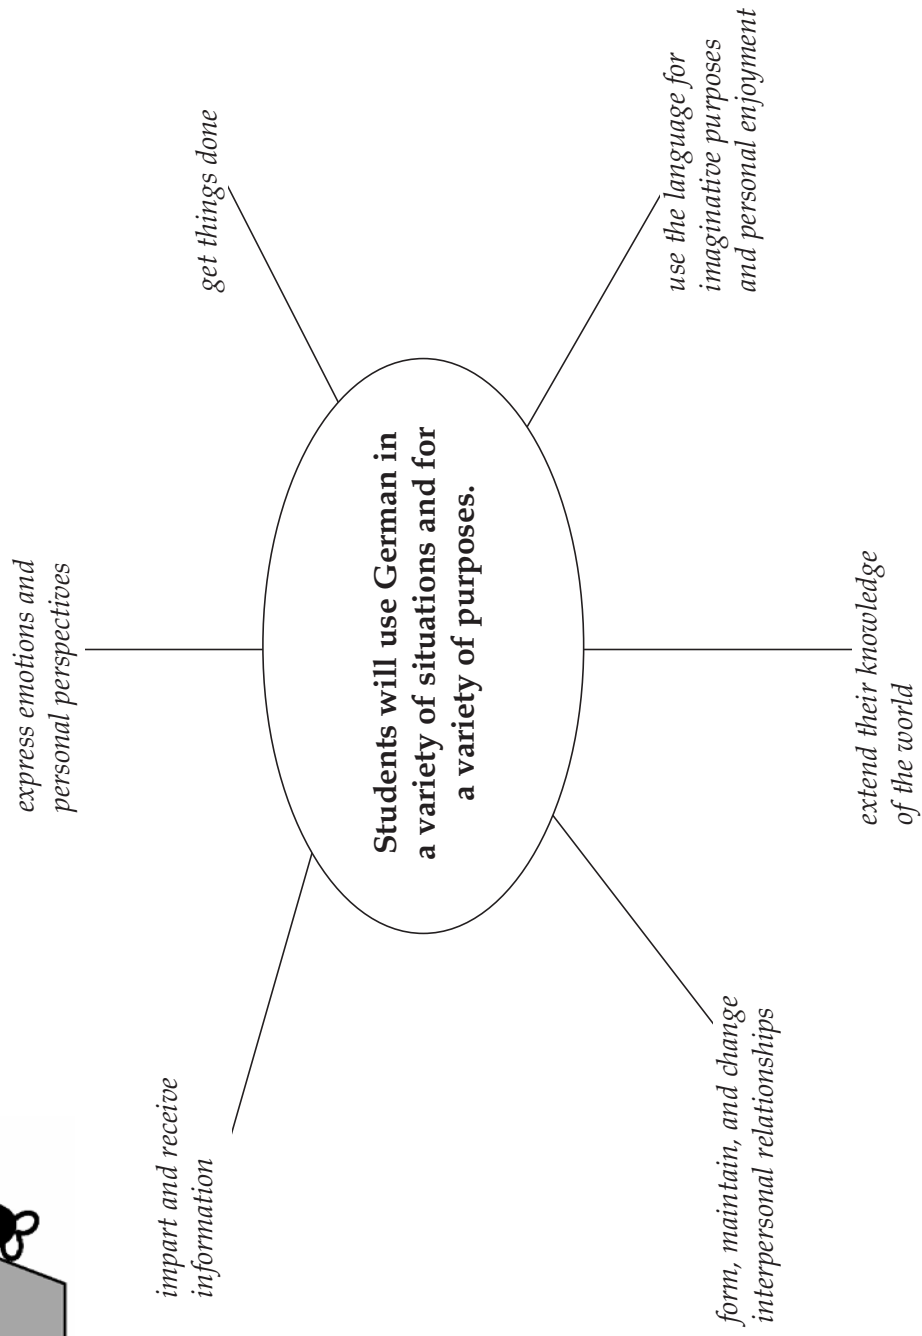 express emotions and
personal perspectives
impart and receive
information
get things done
Students will use German in
a variety of situations and for
a variety of purposes.
form, maintain, and change
interpersonal relationships
use the language for
imaginative purposes
and personal enjoyment
extend their knowledge
of the world